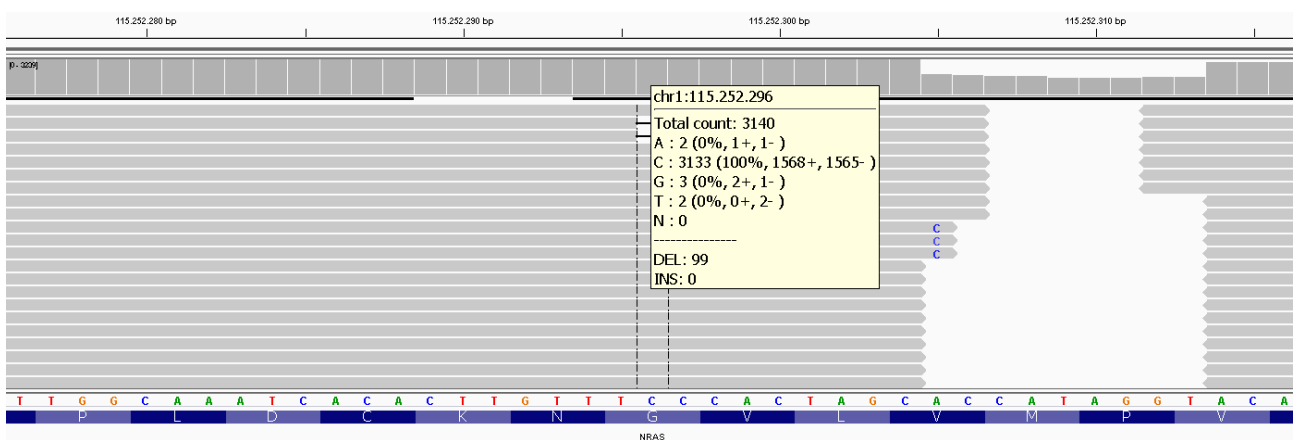 115.252.280 bp 115.252.290 bp 115.252.300 bp 115.252.310 bp
[0 - 3239]
chr1:115.252.296
Total count: 3140
A : 2 (0%, 1+, 1- )
C : 3133 (100%, 1568+, 1565- )
G : 3 (0%, 2+, 1- )
T : 2 (0%, 0+, 2- )
N : 0
---------------
DEL: 99
INS: 0
C
C
C
T T G G C A A A T C A C A C T T G T T T C C C A C T A G C A C C A T A G G T A C A
P L D C K N G V L V M P V
NRAS